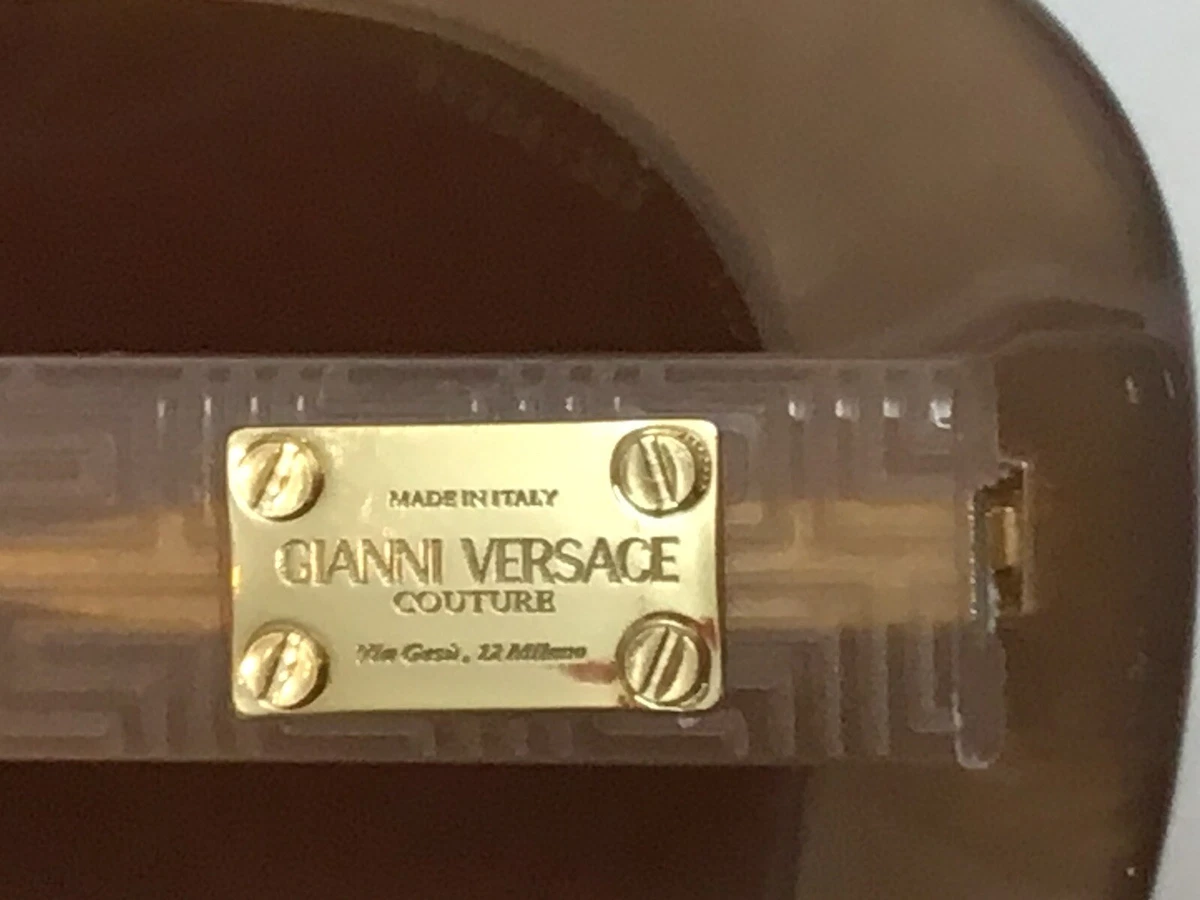 MADE IN ITALY
GIANNI VERSACE
COUTURE
Via Gesù, 12 Milano